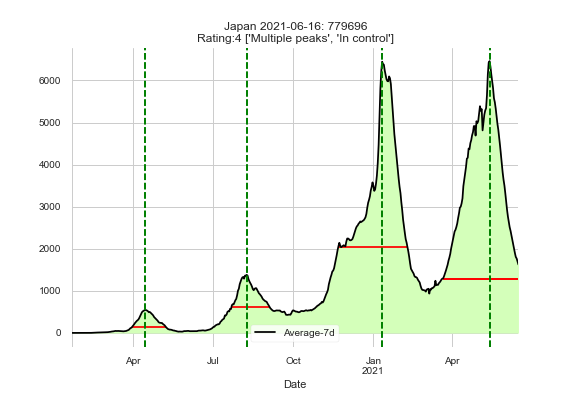 Japan 2021-06-16: 779696
Rating:4 ['Multiple peaks', 'In control']
6000
5000
4000
3000
2000
1000
0
Average-7d
Apr Jul Oct Jan Apr
2021
Date